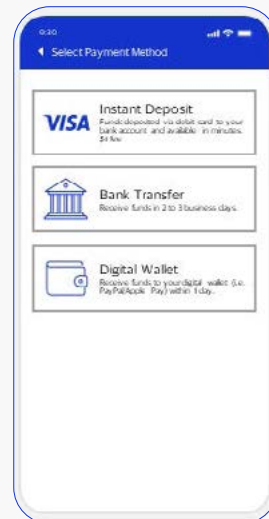 9:30
Select Payment Method
VISA
Instant Deposit
Funds deposited via debit card to your
bank account and available in minutes.
$4 fee
Bank Transfer
Receive funds in 2 to 3 business days.
Digital Wallet
Receive funds to your digital wallet (i.e.
PayPal/Apple Pay) within 1 day.